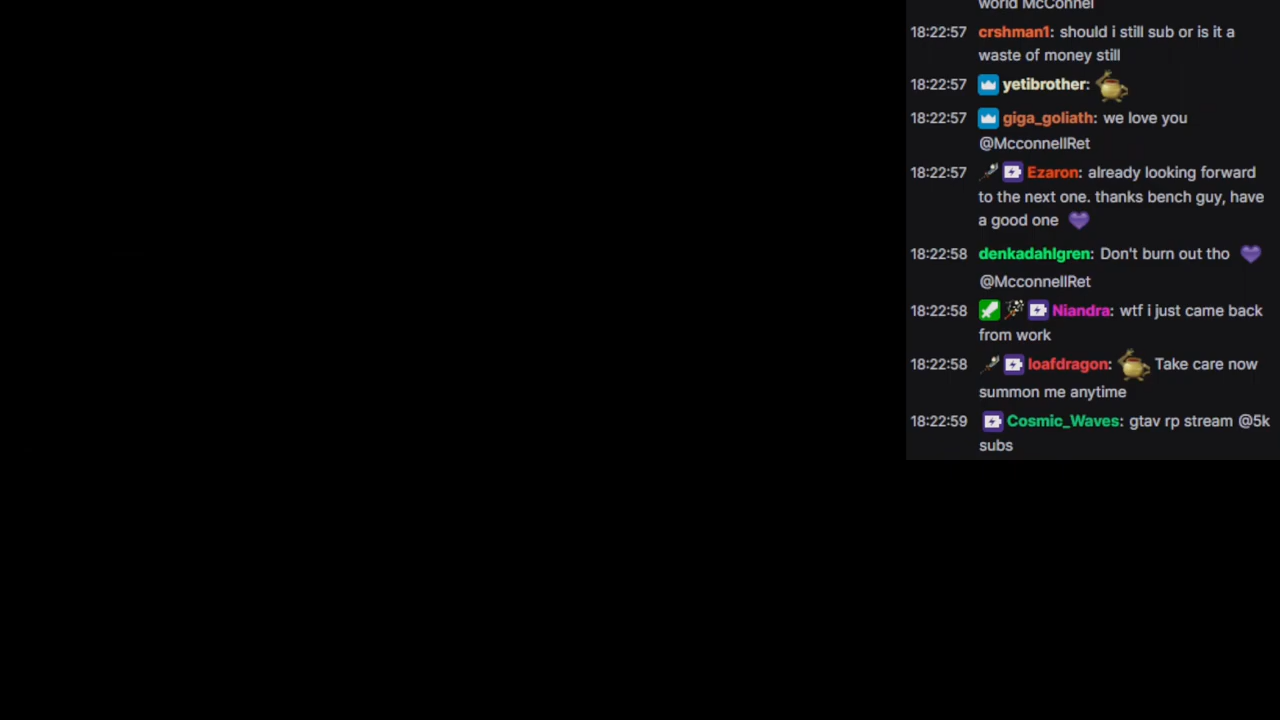 world McConnel
18:22:57 crshman1: should i still sub or is it a
waste of money still
18:22:57 yetibrother:
18:22:57 giga_goliath: we love you
@McconnellRet
18:22:57 Ezaron: already looking forward
to the next one. thanks bench guy, have
a good one
18:22:58 denkadahlgren: Don't burn out tho
@McconnellRet
18:22:58 Niandra: wtf i just came back
from work
18:22:58 loafdragon: Take care now
summon me anytime
18:22:59 Cosmic_Waves: gtav rp stream @5k
subs